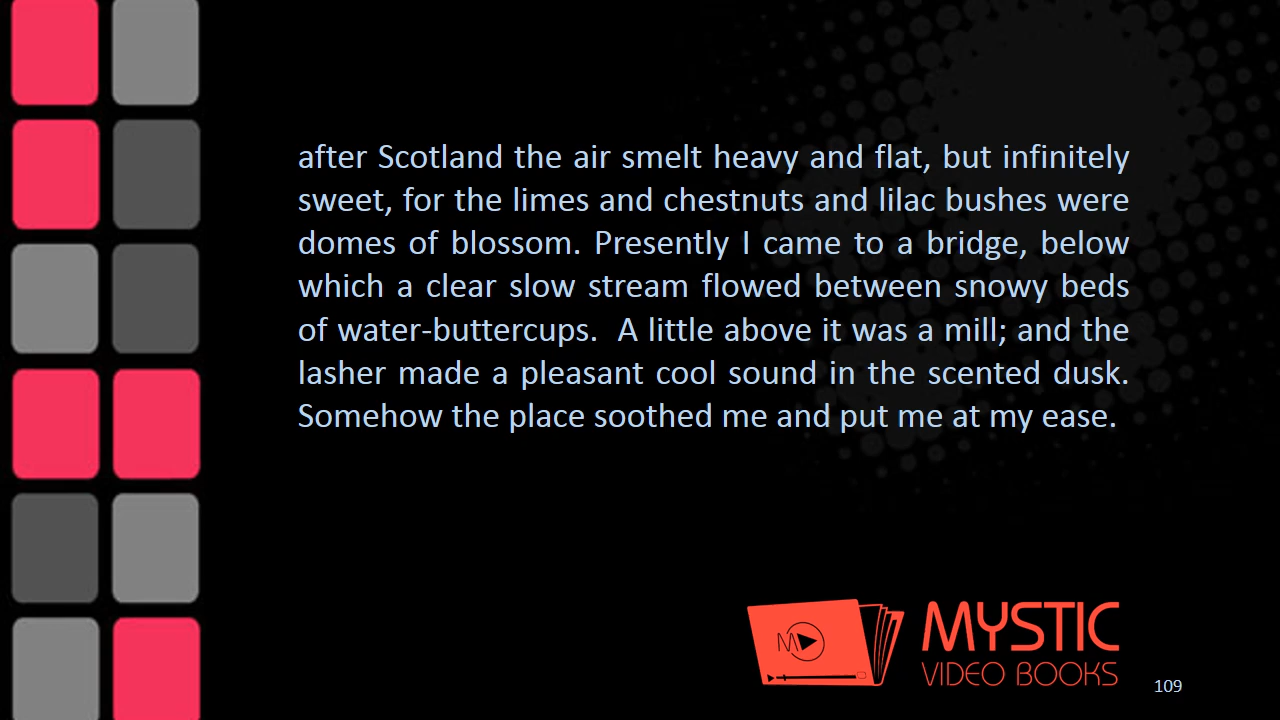 after Scotland the air smelt heavy and flat, but infinitely
sweet, for the limes and chestnuts and lilac bushes were
domes of blossom. Presently I came to a bridge, below
which a clear slow stream flowed between snowy beds
of water-buttercups.  A little above it was a mill; and the
lasher made a pleasant cool sound in the scented dusk.
Somehow the place soothed me and put me at my ease.
M
MYSTIC
VIDEO BOOKS
109